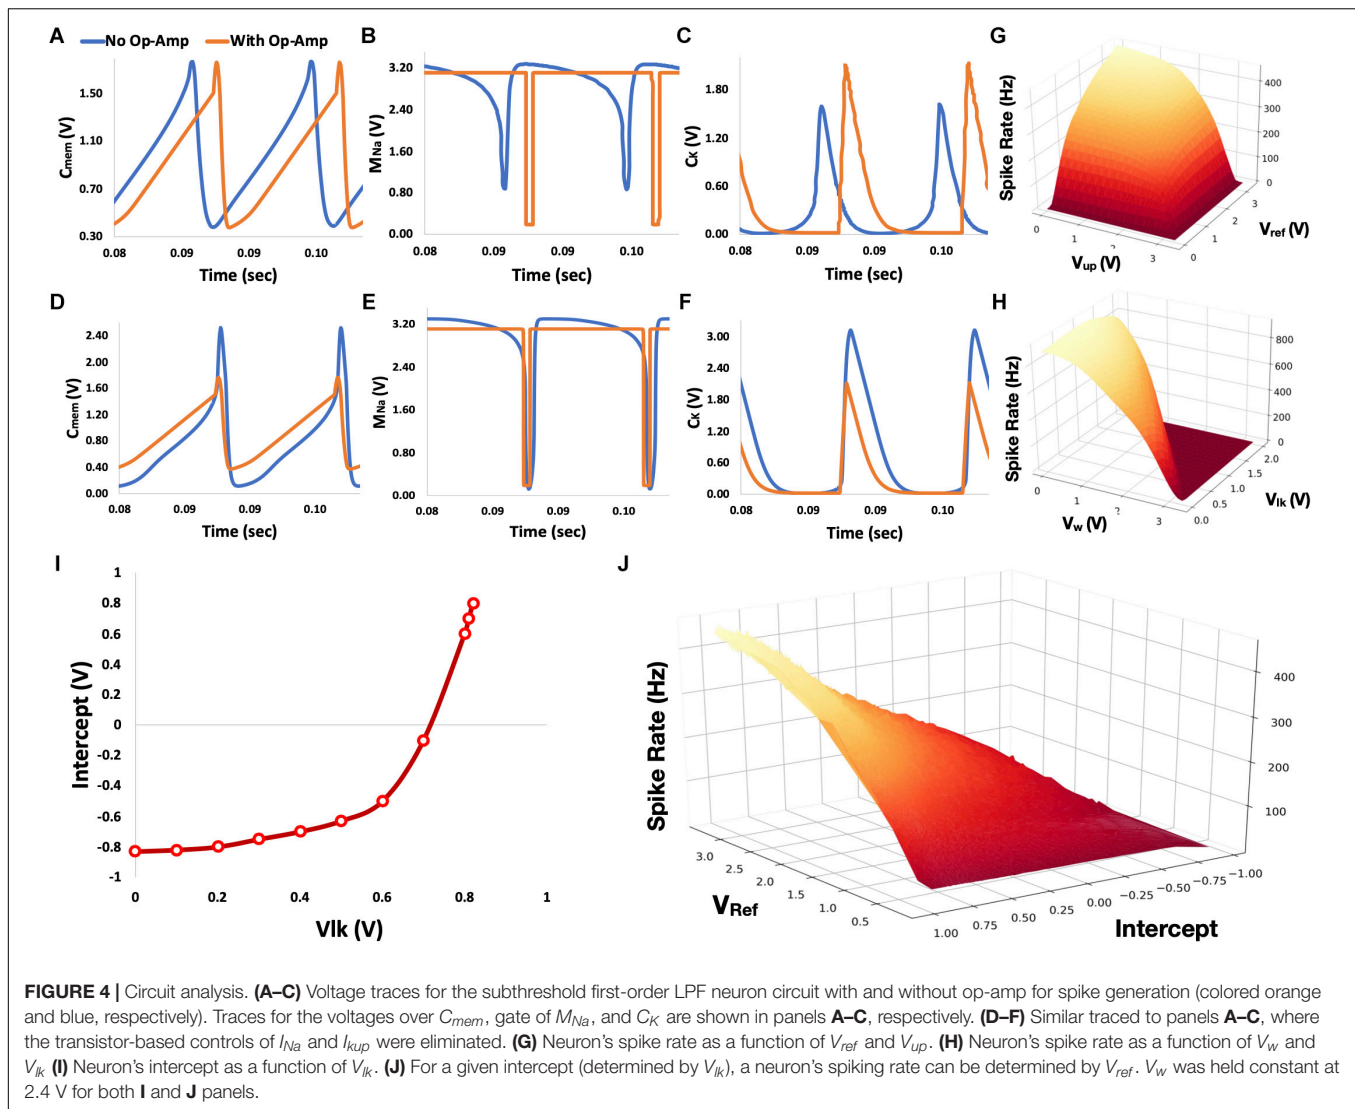 A
No Op-Amp
With Op-Amp
1.50
1.10
0.70
0.30
Cmem (V)
0.08
0.09
0.10
Time (sec)
B
3.20
2.40
1.60
0.80
0.00
MNa (V)
0.08
0.09
0.10
Time (sec)
C
1.80
1.20
0.60
0.00
CK (V)
0.08
0.09
0.10
Time (sec)
G
Spike Rate (Hz)
400
300
200
100
0
0
1
2
3
Vup (V)
0
1
2
3
Vref (V)
D
2.40
2.00
1.60
1.20
0.80
0.40
0.00
Cmem (V)
0.08
0.09
0.10
Time (sec)
E
3.20
2.40
1.60
0.80
0.00
MNa (V)
0.08
0.09
0.10
Time (sec)
F
3.00
2.40
1.80
1.20
0.60
0.00
CK (V)
0.08
0.09
0.10
Time (sec)
H
Spike Rate (Hz)
800
600
400
200
0
0
1
2
3
Vw (V)
0.0
0.5
1.0
1.5
2.0
Vlk (V)
I
1
0.8
0.6
0.4
0.2
0
-0.2
-0.4
-0.6
-0.8
-1
Intercept (V)
0
0.2
0.4
0.6
0.8
1
Vlk (V)
J
Spike Rate (Hz)
400
300
200
100
3.0
2.5
2.0
1.5
1.0
0.5
VRef
1.00
0.75
0.50
0.25
0.00
−0.25
−0.50
−0.75
−1.00
Intercept
FIGURE 4 | Circuit analysis. (A–C) Voltage traces for the subthreshold first-order LPF neuron circuit with and without op-amp for spike generation (colored orange
and blue, respectively). Traces for the voltages over Cmem, gate of MNa, and CK are shown in panels A–C, respectively. (D–F) Similar traced to panels A–C, where
the transistor-based controls of INa and Ikup were eliminated. (G) Neuron's spike rate as a function of Vref and Vup. (H) Neuron's spike rate as a function of Vw and
Vlk (I) Neuron's intercept as a function of Vlk. (J) For a given intercept (determined by Vlk), a neuron's spiking rate can be determined by Vref. Vw was held constant at
2.4 V for both I and J panels.